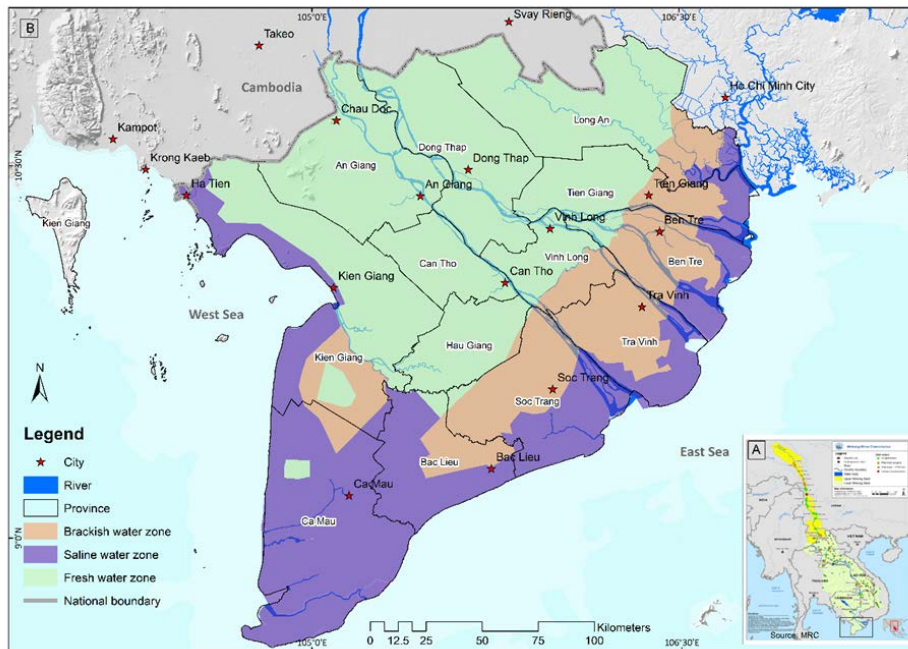 B
105°0'E
106°30'E
Svay Rieng
Takeo
Cambodia
Ho Chi Minh City
Chau Doc
Long An
Kampot
Dong Thap
10°30'N
Krong Kaeb
An Giang
Dong Thap
Ha Tien
An Giang
Tien Giang
Tien Giang
Kien Giang
Vinh Long
Ben Tre
Can Tho
Vinh Long
Ben Tre
Kien Giang
Can Tho
West Sea
Tra Vinh
Hau Giang
Tra Vinh
Kien Giang
N
Soc Trang
Soc Trang
Legend
City
River
Province
Brackish water zone
Saline water zone
Fresh water zone
National boundary
East Sea
Bac Lieu
Bac Lieu
Ca Mau
Ca Mau
9°0'N
A
Kilometers
0 12.5 25 50 75 100
105°0'E
106°30'E
Source: MRC